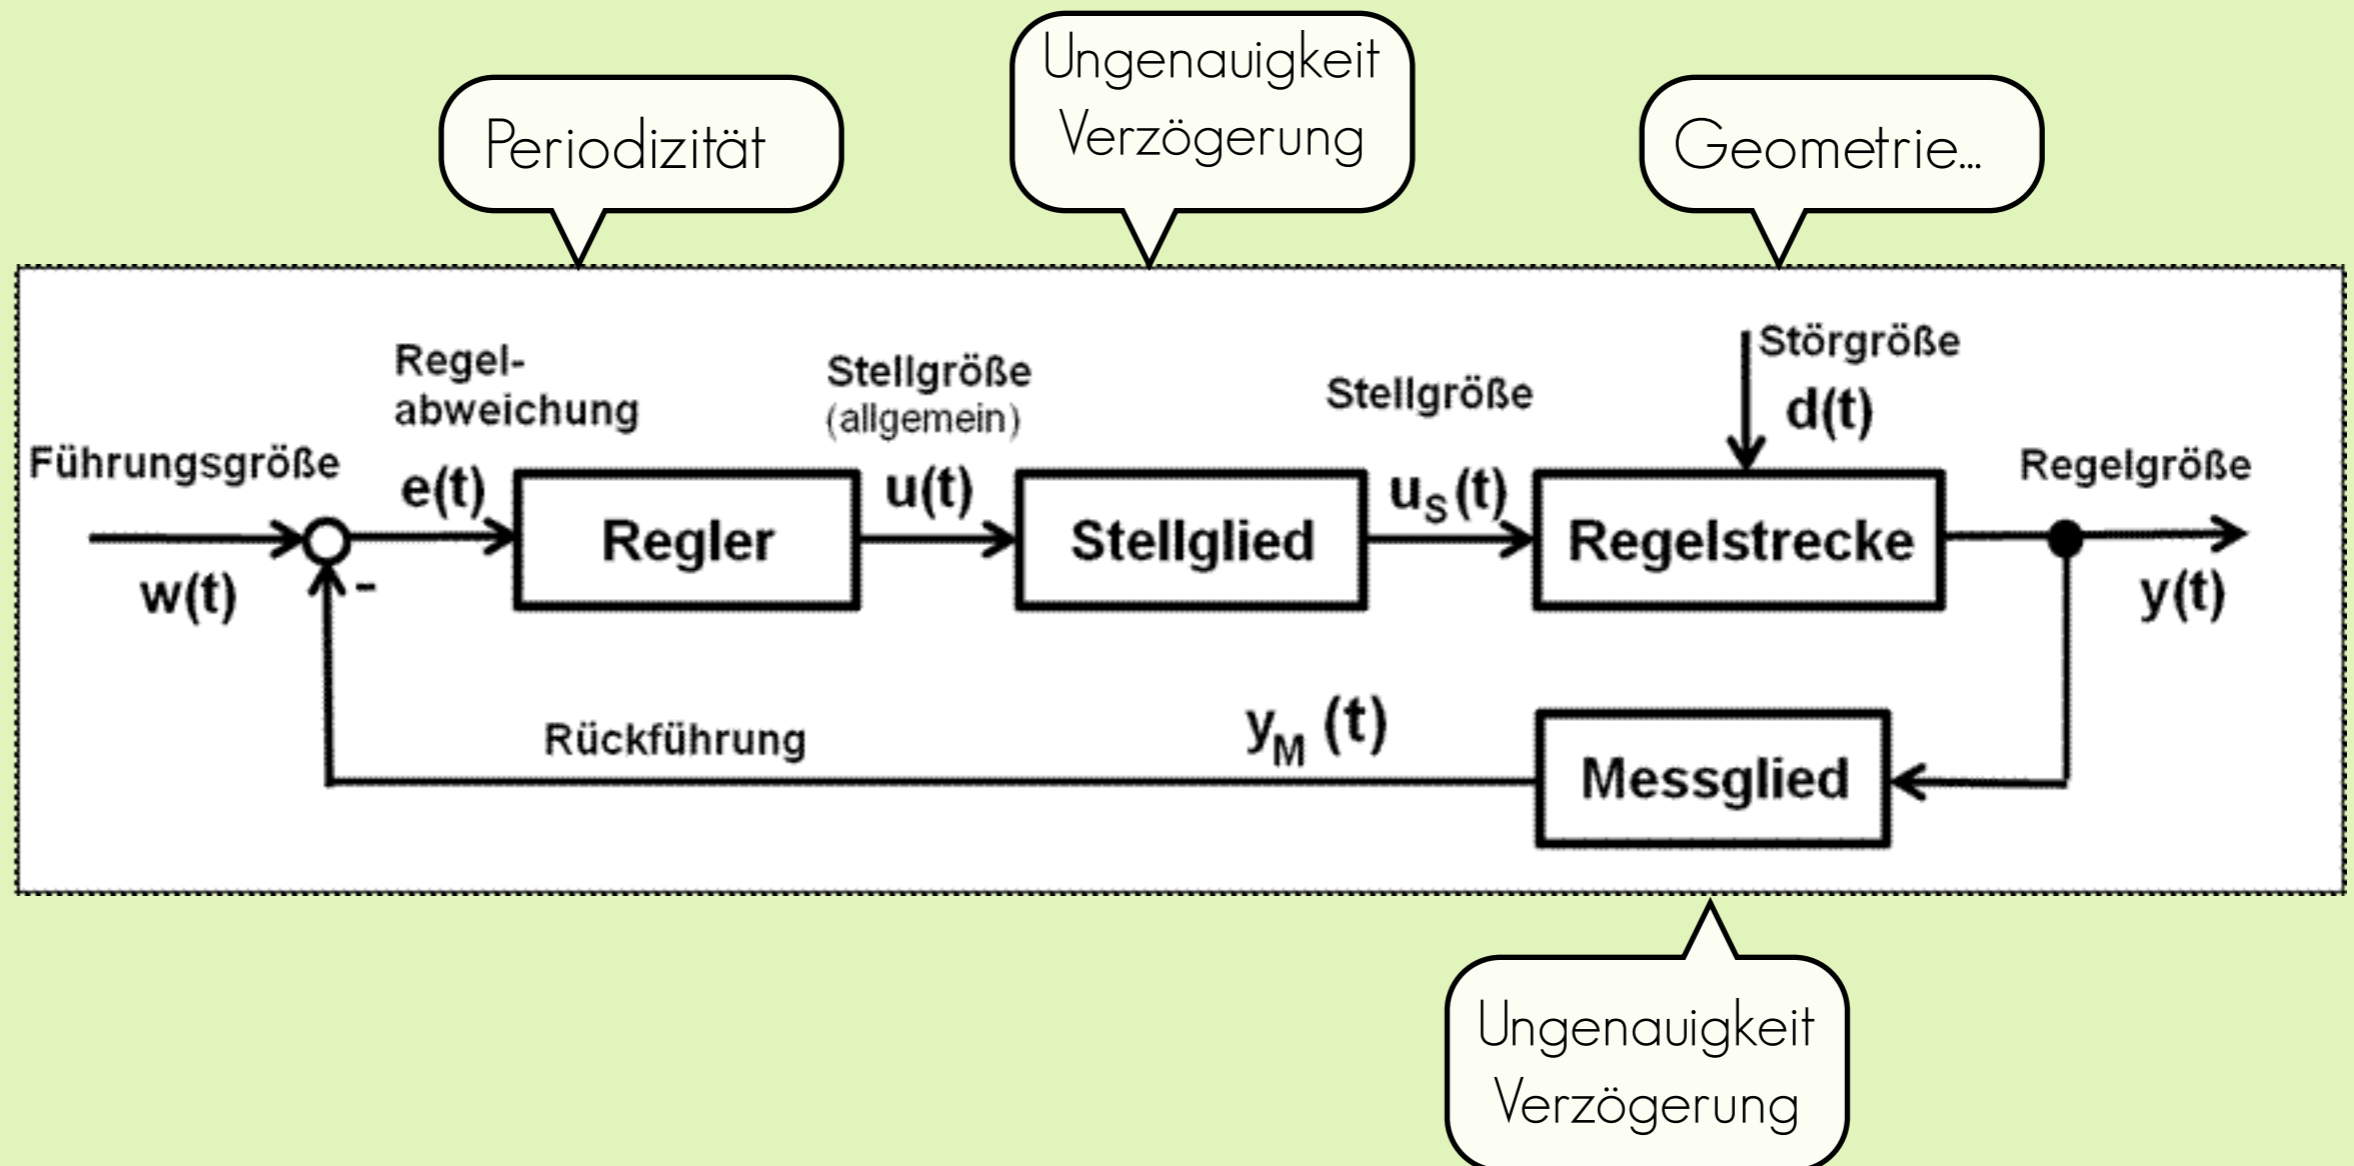 Periodizität
Ungenauigkeit
Verzögerung
Geometrie...
Führungsgröße
w(t)
-
Regel-
abweichung
e(t)
Regler
Stellgröße
(allgemein)
u(t)
Stellglied
Stellgröße
uS(t)
Störgröße
d(t)
Regelstrecke
Regelgröße
y(t)
Rückführung
yM (t)
Messglied
Ungenauigkeit
Verzögerung